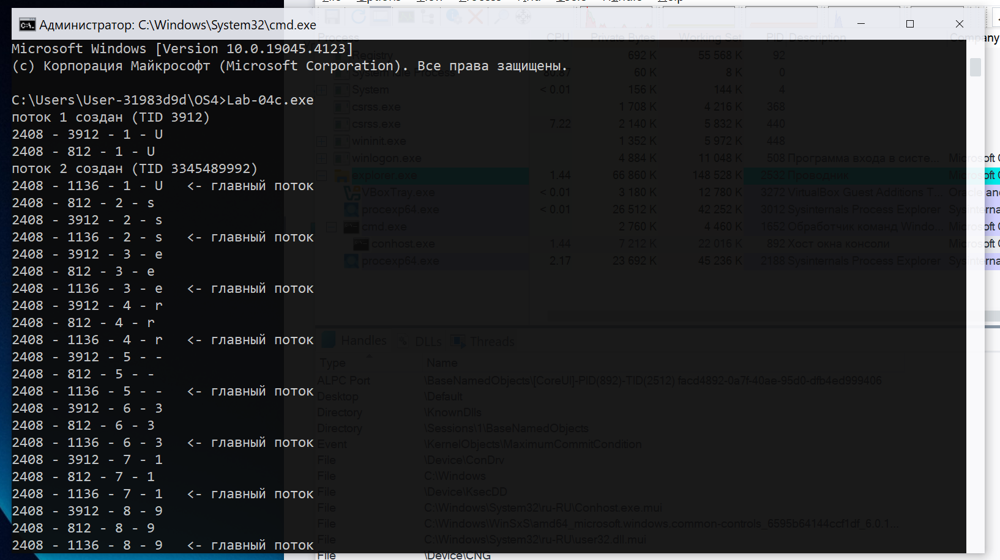 File Options View Process Find Users Handle Help
Администратор: C:\Windows\System32\cmd.exe
Microsoft Windows [Version 10.0.19045.4123]
(c) Корпорация Майкрософт (Microsoft Corporation). Все права защищены.
C:\Users\User-31983d9d\OS4>Lab-04c.exe
поток 1 создан (TID 3912)
2408 - 3912 - 1 - U
2408 - 812 - 1 - U
поток 2 создан (TID 3345489992)
2408 - 1136 - 1 - U <- главный поток
2408 - 812 - 2 - s
2408 - 3912 - 2 - s
2408 - 1136 - 2 - s <- главный поток
2408 - 3912 - 3 - e
2408 - 812 - 3 - e
2408 - 1136 - 3 - e <- главный поток
2408 - 3912 - 4 - r
2408 - 812 - 4 - r
2408 - 1136 - 4 - r <- главный поток
2408 - 3912 - 5 - -
2408 - 812 - 5 - -
2408 - 1136 - 5 - - <- главный поток
2408 - 3912 - 6 - 3
2408 - 812 - 6 - 3
2408 - 1136 - 6 - 3 <- главный поток
2408 - 3912 - 7 - 1
2408 - 812 - 7 - 1
2408 - 1136 - 7 - 1 <- главный поток
2408 - 3912 - 8 - 9
2408 - 812 - 8 - 9
2408 - 1136 - 8 - 9 <- главный поток
Process CPU Private Bytes Working Set PID Description Company
Registry 692 K 55 568 K 92
System Idle Process 80.87 60 K 8 K 0
System < 0.01 156 K 144 K 4
csrss.exe 1 708 K 4 216 K 368
csrss.exe 7.22 2 140 K 5 832 K 440
wininit.exe 1 352 K 5 972 K 448
winlogon.exe 4 884 K 11 048 K 508 Программа входа в систе... Microsoft
explorer.exe 1.44 66 860 K 148 528 K 2532 Проводник Microsoft
VBoxTray.exe < 0.01 3 180 K 12 780 K 3272 VirtualBox Guest Additions T... Oracle and
procexp64.exe < 0.01 26 512 K 42 252 K 3012 Sysinternals Process Explorer Sysinterna
cmd.exe 2 760 K 4 460 K 1652 Обработчик команд Windo... Microsoft
conhost.exe 1.44 7 212 K 22 016 K 892 Хост окна консоли Microsoft
procexp64.exe 2.17 23 692 K 45 236 K 2188 Sysinternals Process Explorer Sysinterna
Handles DLLs Threads
Type Name
ALPC Port \BaseNamedObjects\[CoreUI]-PID(892)-TID(2512) facd4892-0a7f-40ae-95d0-dfb4ed999406
Desktop \Default
Directory \KnownDlls
Directory \Sessions\1\BaseNamedObjects
Event \KernelObjects\MaximumCommitCondition
File \Device\ConDrv
File C:\Windows
File \Device\KsecDD
File C:\Windows\System32\ru-RU\Conhost.exe.mui
File C:\Windows\WinSxS\amd64_microsoft.windows.common-controls_6595b64144ccf1df_6.0.1...
File C:\Windows\System32\ru-RU\user32.dll.mui
File \Device\CNG